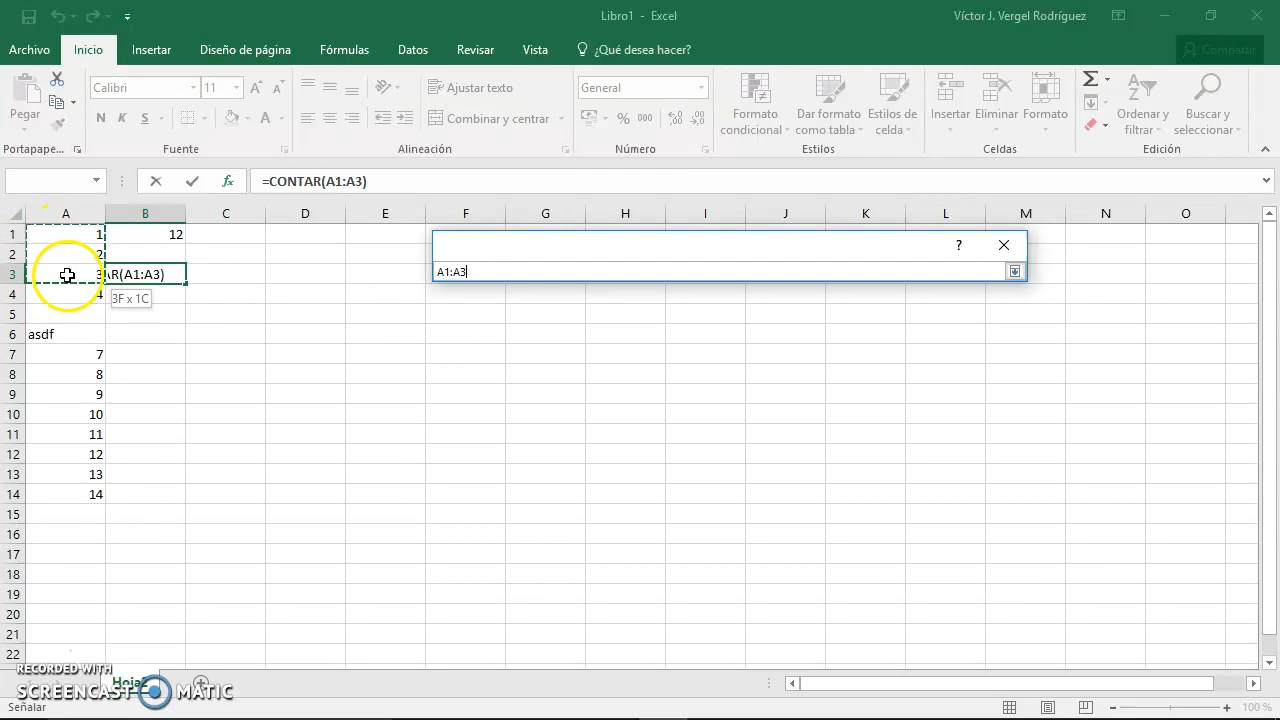 Libro1 - Excel
Víctor J. Vergel Rodríguez
Archivo Inicio Insertar Diseño de página Fórmulas Datos Revisar Vista ¿Qué desea hacer? Compartir
Pegar
Calibri 11
N K S
Ajustar texto
Combinar y centrar
General
% 000
Formato condicional
Dar formato como tabla
Estilos de celda
Insertar Eliminar Formato
Ordenar y filtrar
Buscar y seleccionar
Portapape... Fuente Alineación Número Estilos Celdas Edición
fx =CONTAR(A1:A3)
A B C D E F G H I J K L M N O
1 1 12
2 2
3 3 AR(A1:A3)
4 4
3F x 1C
5
6 asdf
7 7
8 8
9 9
10 10
11 11
12 12
13 13
14 14
15
16
17
18
19
20
21
22
?
A1:A3
RECORDED WITH
SCREENCAST MATIC
Señalar
100 %